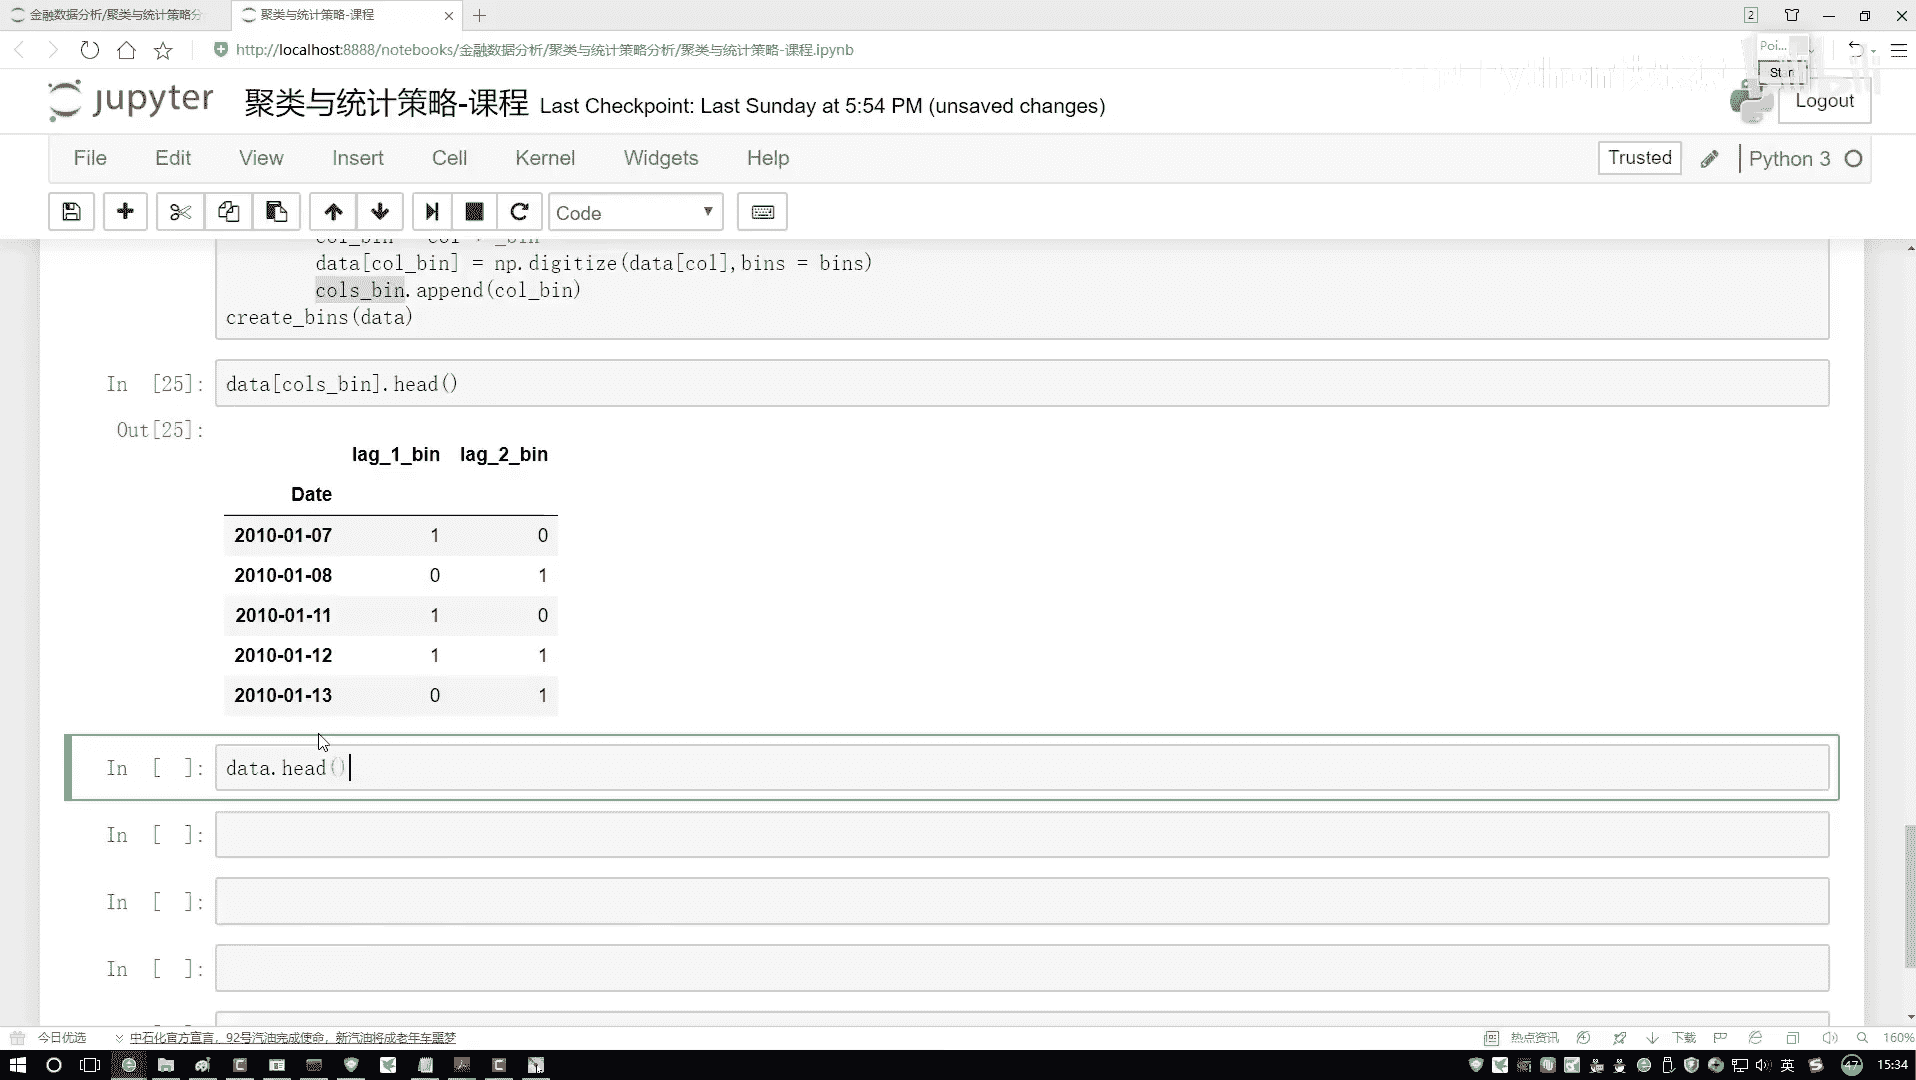 金融数据分析/聚类与统计策略分
聚类与统计策略-课程
2
http://localhost:8888/notebooks/金融数据分析/聚类与统计策略分析/聚类与统计策略-课程.ipynb
Poi...
jupyter 聚类与统计策略-课程 Last Checkpoint: Last Sunday at 5:54 PM (unsaved changes)
Logout
File Edit View Insert Cell Kernel Widgets Help
Trusted Python 3
Code
data[col_bin] = np.digitize(data[col],bins = bins)
cols_bin.append(col_bin)
create_bins(data)
In [25]: data[cols_bin].head()
Out[25]:
lag_1_bin lag_2_bin
Date
2010-01-07 1 0
2010-01-08 0 1
2010-01-11 1 0
2010-01-12 1 1
2010-01-13 0 1
In [ ]: data.head()
In [ ]:
In [ ]:
In [ ]:
今日优选 中石化官方宣言，92号汽油完成使命，新汽油将成老年车噩梦 热点资讯 下载 160%
英 47 15:34